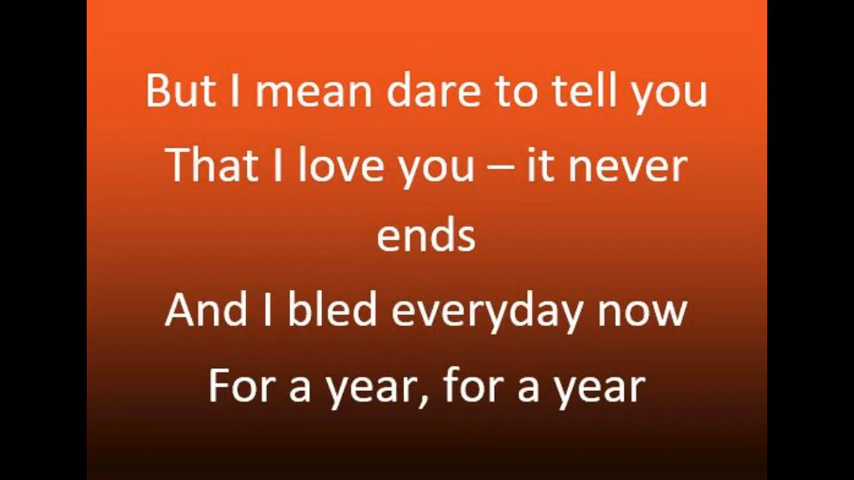 But I mean dare to tell you
That I love you – it never
ends
And I bled everyday now
For a year, for a year